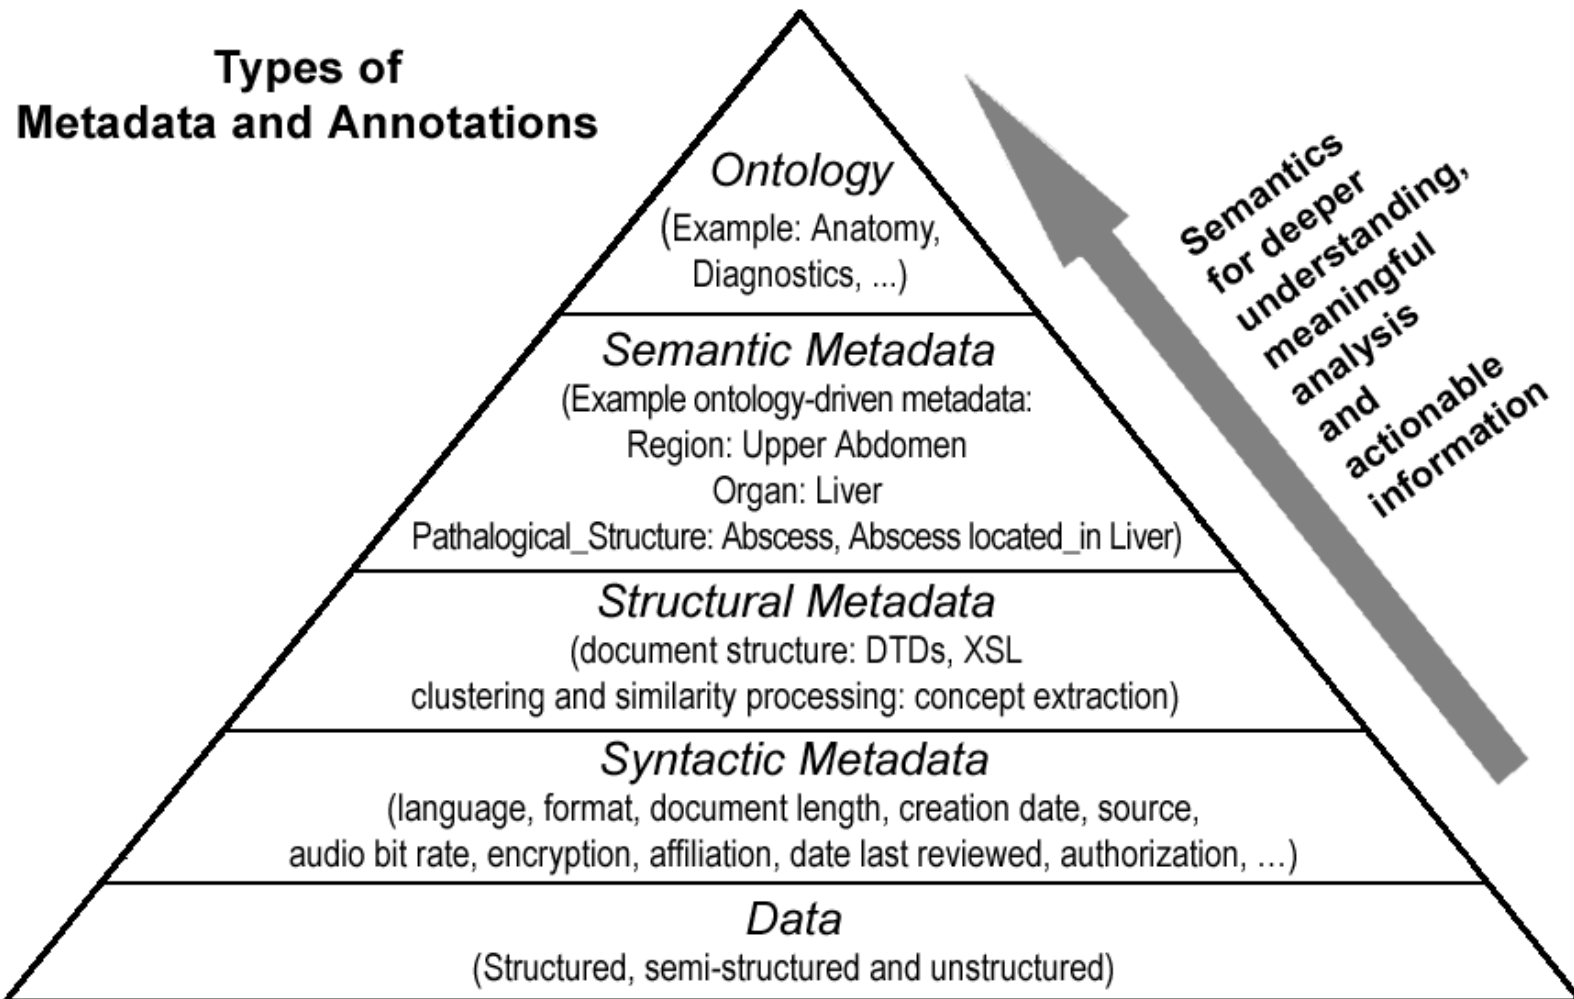 Types of
Metadata and Annotations
Ontology
(Example: Anatomy,
Diagnostics, ...)
Semantic Metadata
(Example ontology-driven metadata:
Region: Upper Abdomen
Organ: Liver
Pathalogical_Structure: Abscess, Abscess located_in Liver)
Structural Metadata
(document structure: DTDs, XSL
clustering and similarity processing: concept extraction)
Syntactic Metadata
(language, format, document length, creation date, source,
audio bit rate, encryption, affiliation, date last reviewed, authorization, ...)
Data
(Structured, semi-structured and unstructured)
Semantics
for deeper
understanding,
meaningful
analysis
and
actionable
information